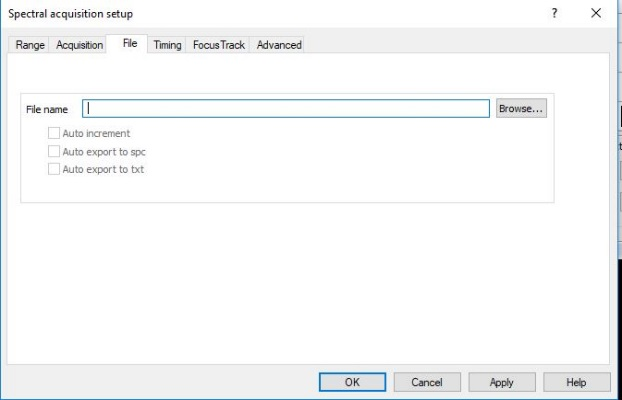 Spectral acquisition setup ?
Range Acquisition File Timing FocusTrack Advanced
File name Browse...
Auto increment
Auto export to spc
Auto export to txt
OK Cancel Apply Help